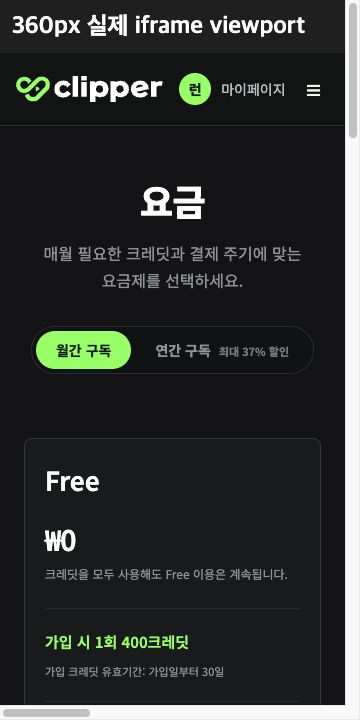 360px 실제 iframe viewport
clipper 런 마이페이지
요금
매월 필요한 크레딧과 결제 주기에 맞는
요금제를 선택하세요.
월간 구독 연간 구독 최대 37% 할인
Free
₩0
크레딧을 모두 사용해도 Free 이용은 계속됩니다.
가입 시 1회 400크레딧
가입 크레딧 유효기간: 가입일부터 30일